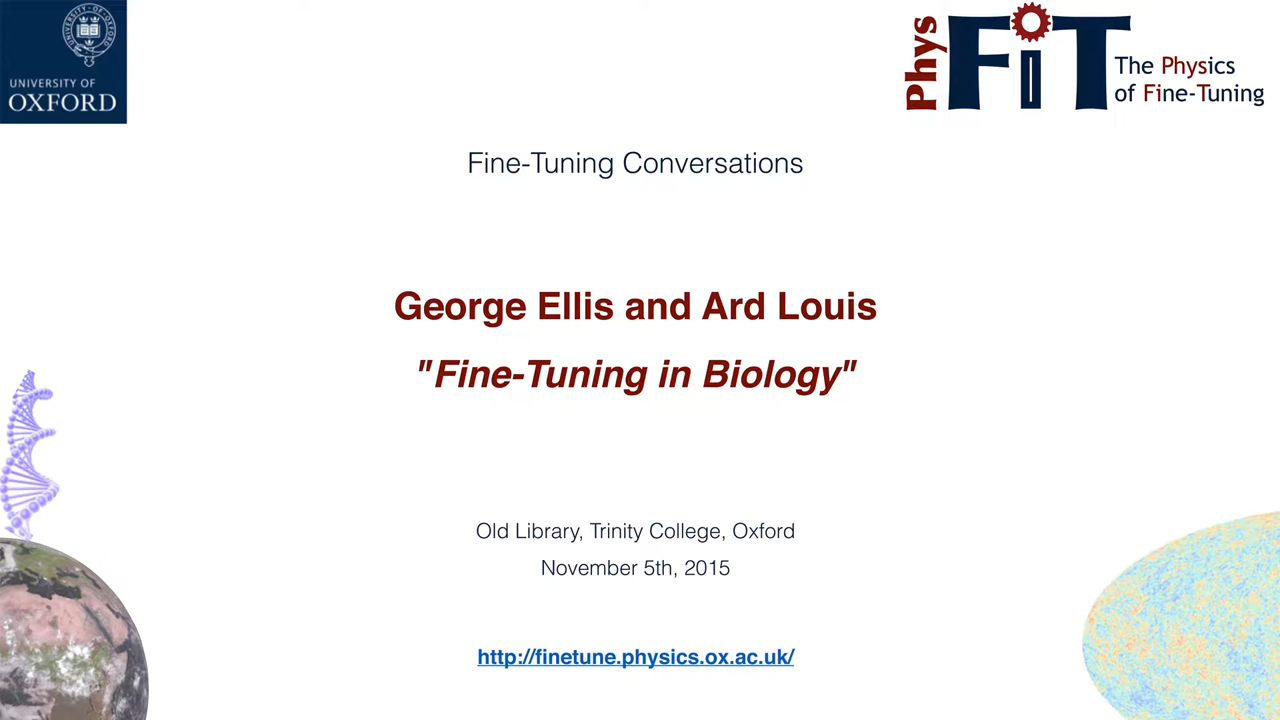 UNIVERSITY OF
OXFORD
Phys
FiT
The Physics
of Fine-Tuning
Fine-Tuning Conversations
George Ellis and Ard Louis
"Fine-Tuning in Biology"
Old Library, Trinity College, Oxford
November 5th, 2015
http://finetune.physics.ox.ac.uk/